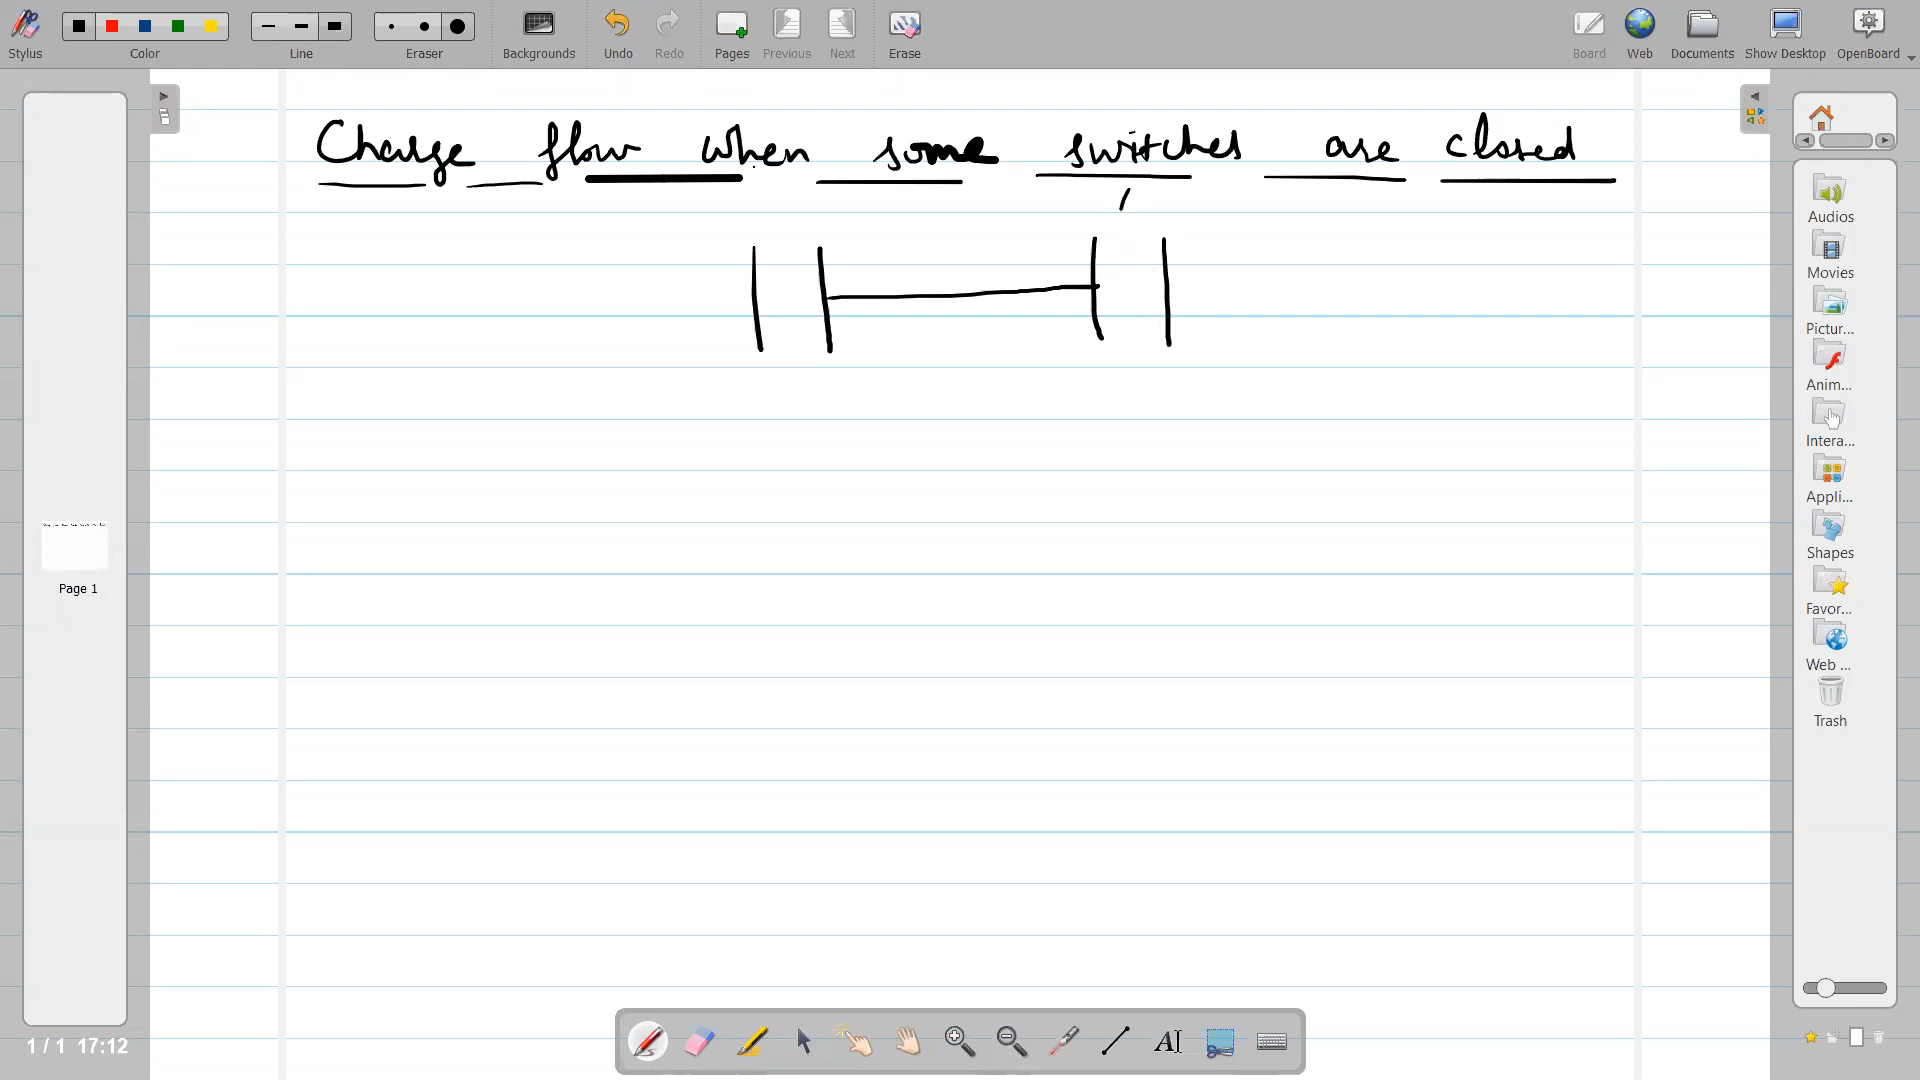 Stylus Color Line Eraser Backgrounds Undo Redo Pages Previous Next Erase Board Web Documents Show Desktop OpenBoard
Charge flow when some switches are closed
Audios
Movies
Pictur...
Anim...
Intera...
Appli...
Shapes
Favor...
Web ...
Trash
Page 1
1 / 1 17:12
AI